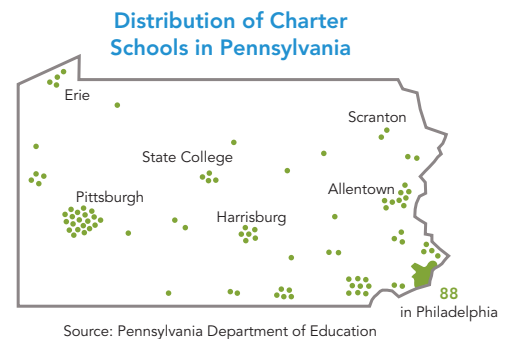 Distribution of Charter
Schools in Pennsylvania
Erie
Scranton
State College
Allentown
Pittsburgh
Harrisburg
88
in Philadelphia
Source: Pennsylvania Department of Education